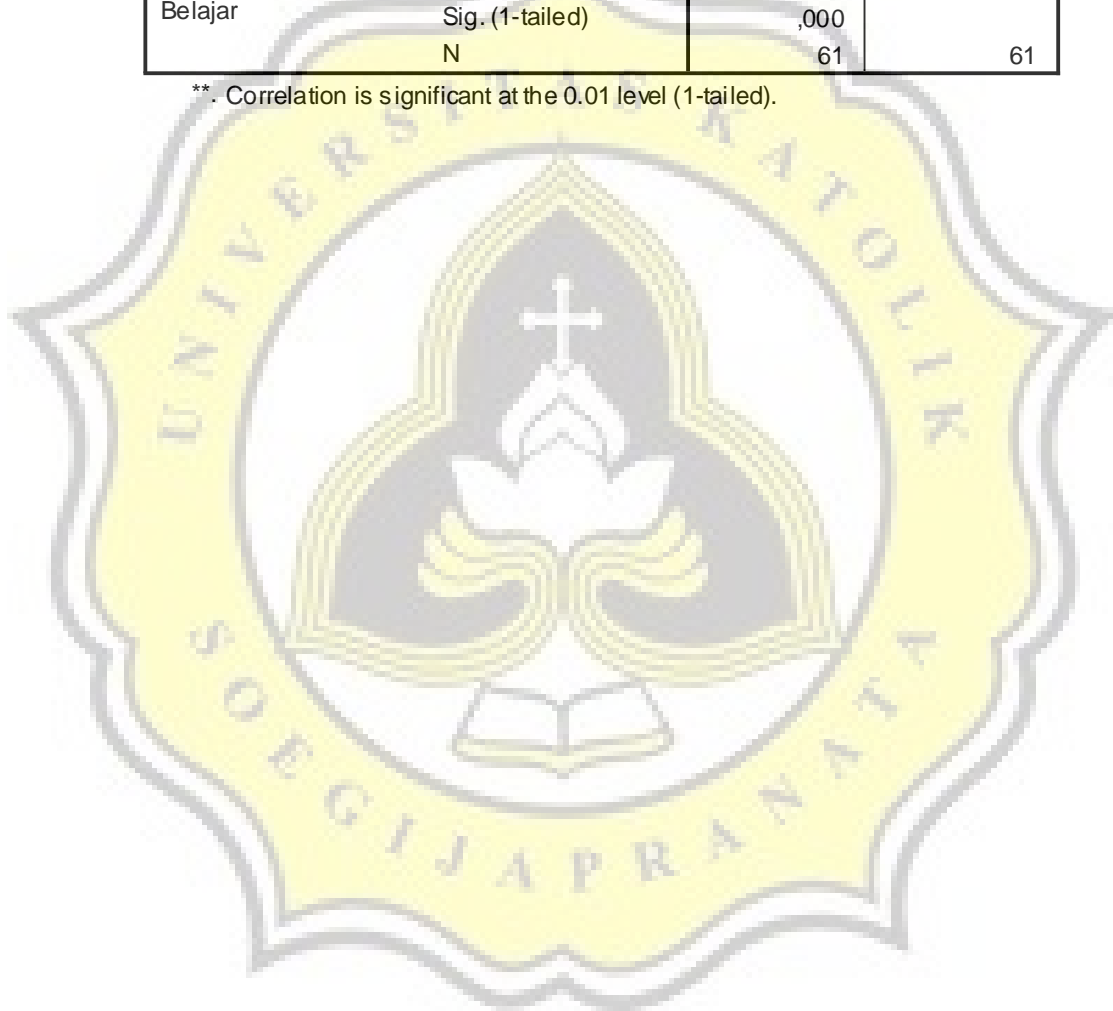 Belajar Sig. (1-tailed) ,000
N 61 61
**. Correlation is significant at the 0.01 level (1-tailed).
UNIVERSITAS KATOLIK
SOEGIJAPRANATA